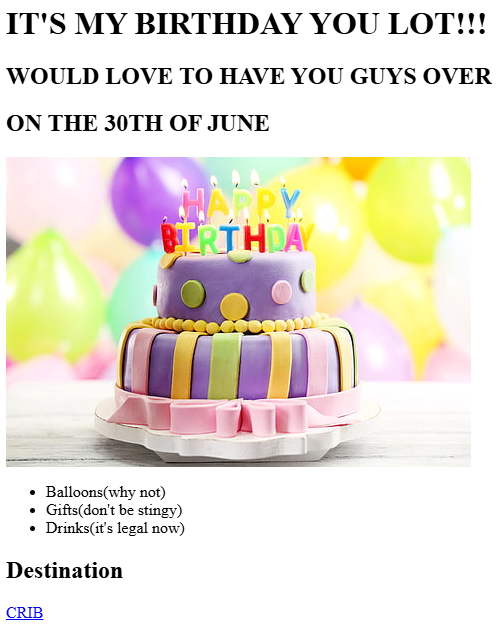 IT'S MY BIRTHDAY YOU LOT!!!
WOULD LOVE TO HAVE YOU GUYS OVER
ON THE 30TH OF JUNE
HAPPY
BIRTHDAY
Balloons(why not)
Gifts(don't be stingy)
Drinks(it's legal now)
Destination
CRIB